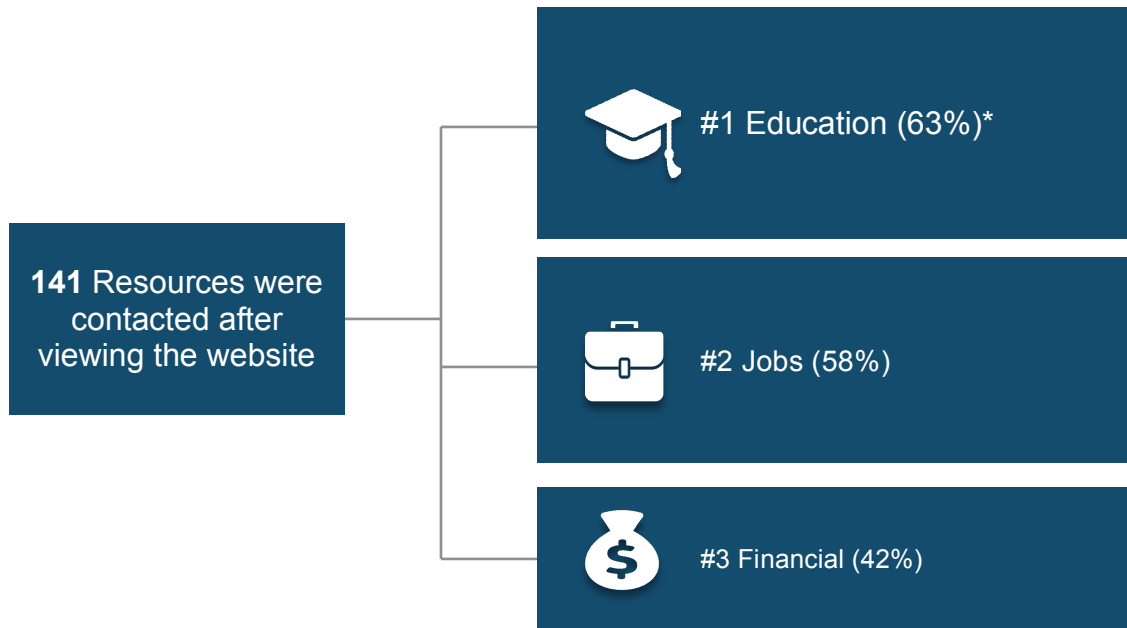 141 Resources were
contacted after
viewing the website
#1 Education (63%)*
#2 Jobs (58%)
$
#3 Financial (42%)